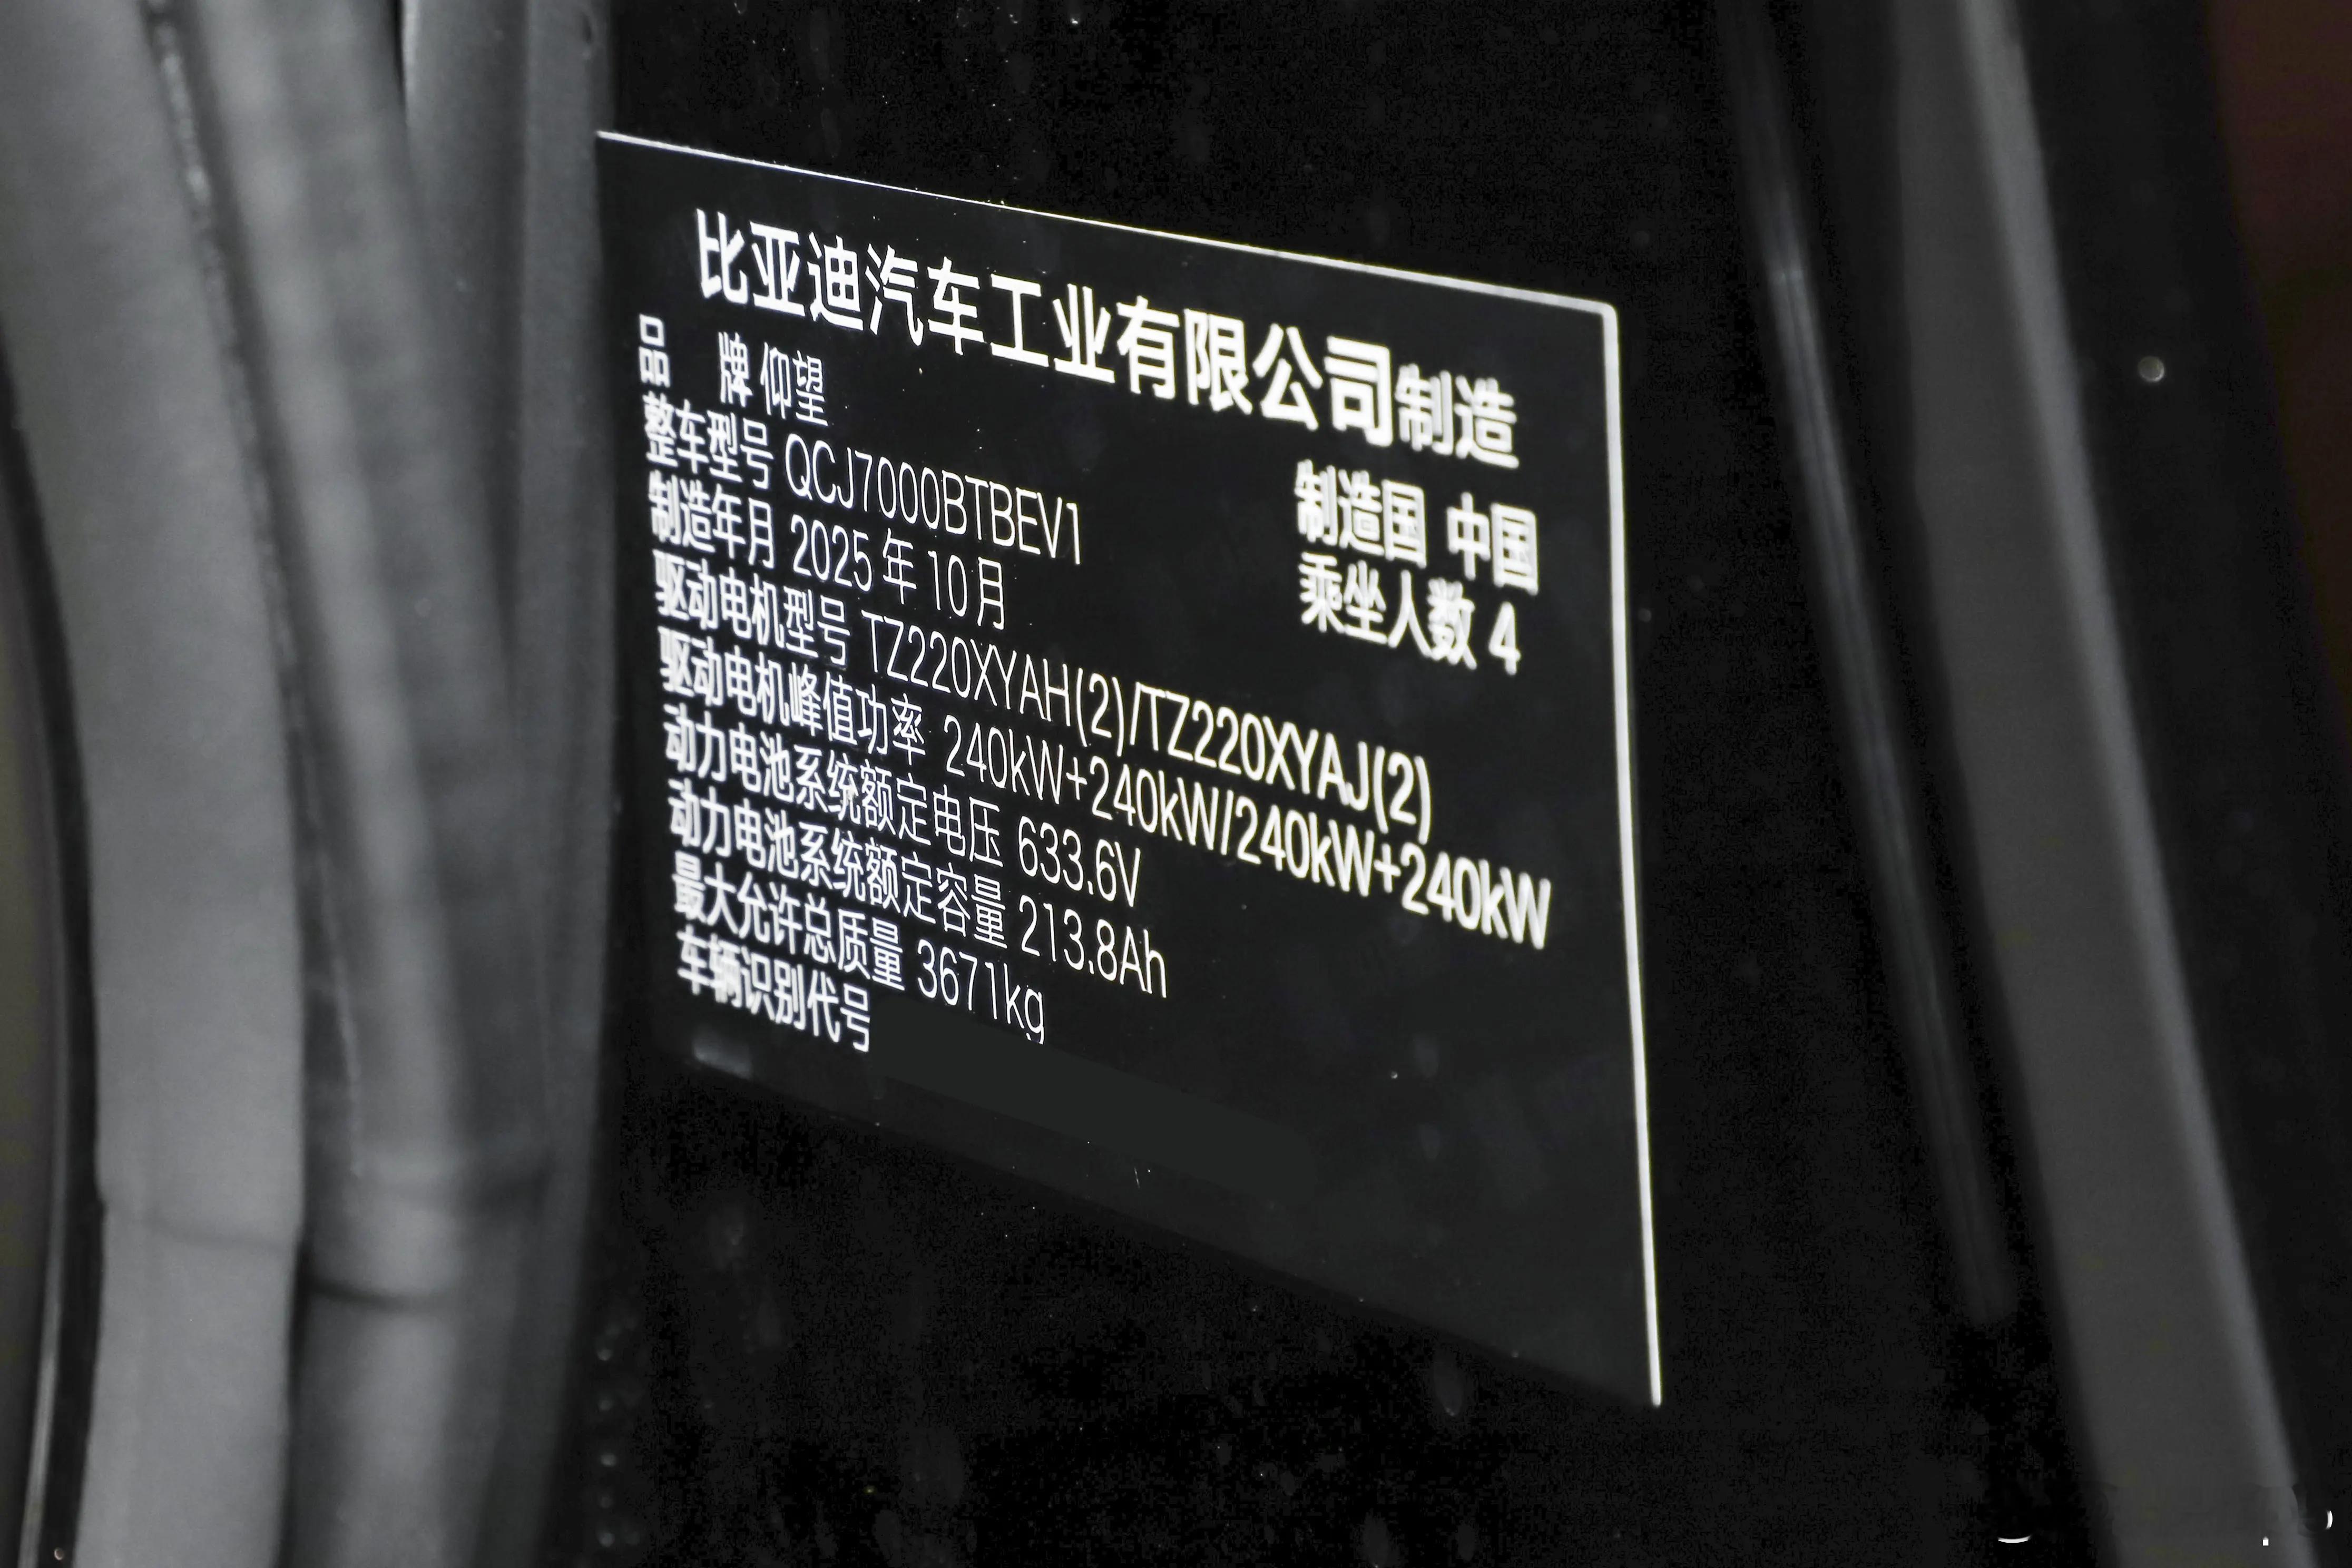 比亚迪汽车工业有限公司制造
品 牌 仰望
整车型号 QCJ7000BTBEV1 制造国 中国
制造年月 2025年10月 乘坐人数 4
驱动电机型号 TZ220XYAH(2)/TZ220XYAJ(2)
驱动电机峰值功率 240kW+240kW/240kW+240kW
动力电池系统额定电压 633.6V
动力电池系统额定容量 213.8Ah
最大允许总质量 3671kg
车辆识别代号